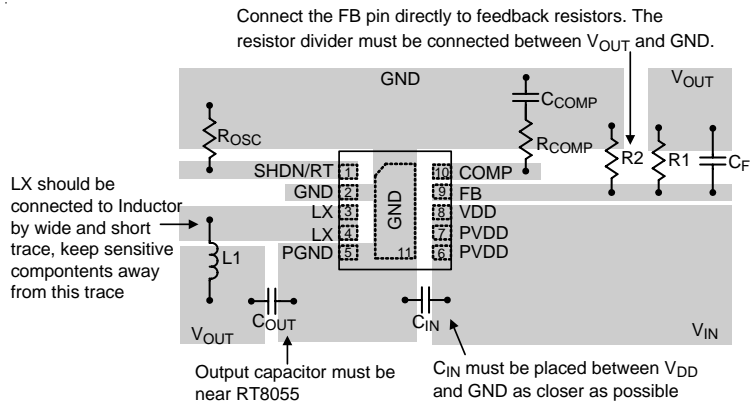 Connect the FB pin directly to feedback resistors. The
resistor divider must be connected between VOUT and GND.
GND
VOUT
CCOMP
ROSC
RCOMP
R2
R1
CF
SHDN/RT 1
10 COMP
GND 2
9 FB
LX 3
8 VDD
LX 4
7 PVDD
PGND 5
6 PVDD
GND
11
LX should be
connected to Inductor
by wide and short
trace, keep sensitive
compontents away
from this trace
L1
VOUT
COUT
CIN
VIN
Output capacitor must be
near RT8055
CIN must be placed between VDD
and GND as closer as possible